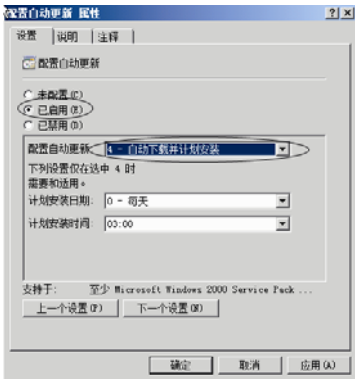 配置自动更新 属性
设置 说明 注释
配置自动更新
未配置(C)
已启用(E)
已禁用(D)
配置自动更新: 4 - 自动下载并计划安装
下列设置仅在选中 4 时
需要和适用。
计划安装日期: 0 - 每天
计划安装时间: 03:00
支持于: 至少 Microsoft Windows 2000 Service Pack ...
上一个设置(P) 下一个设置(N)
确定 取消 应用(A)